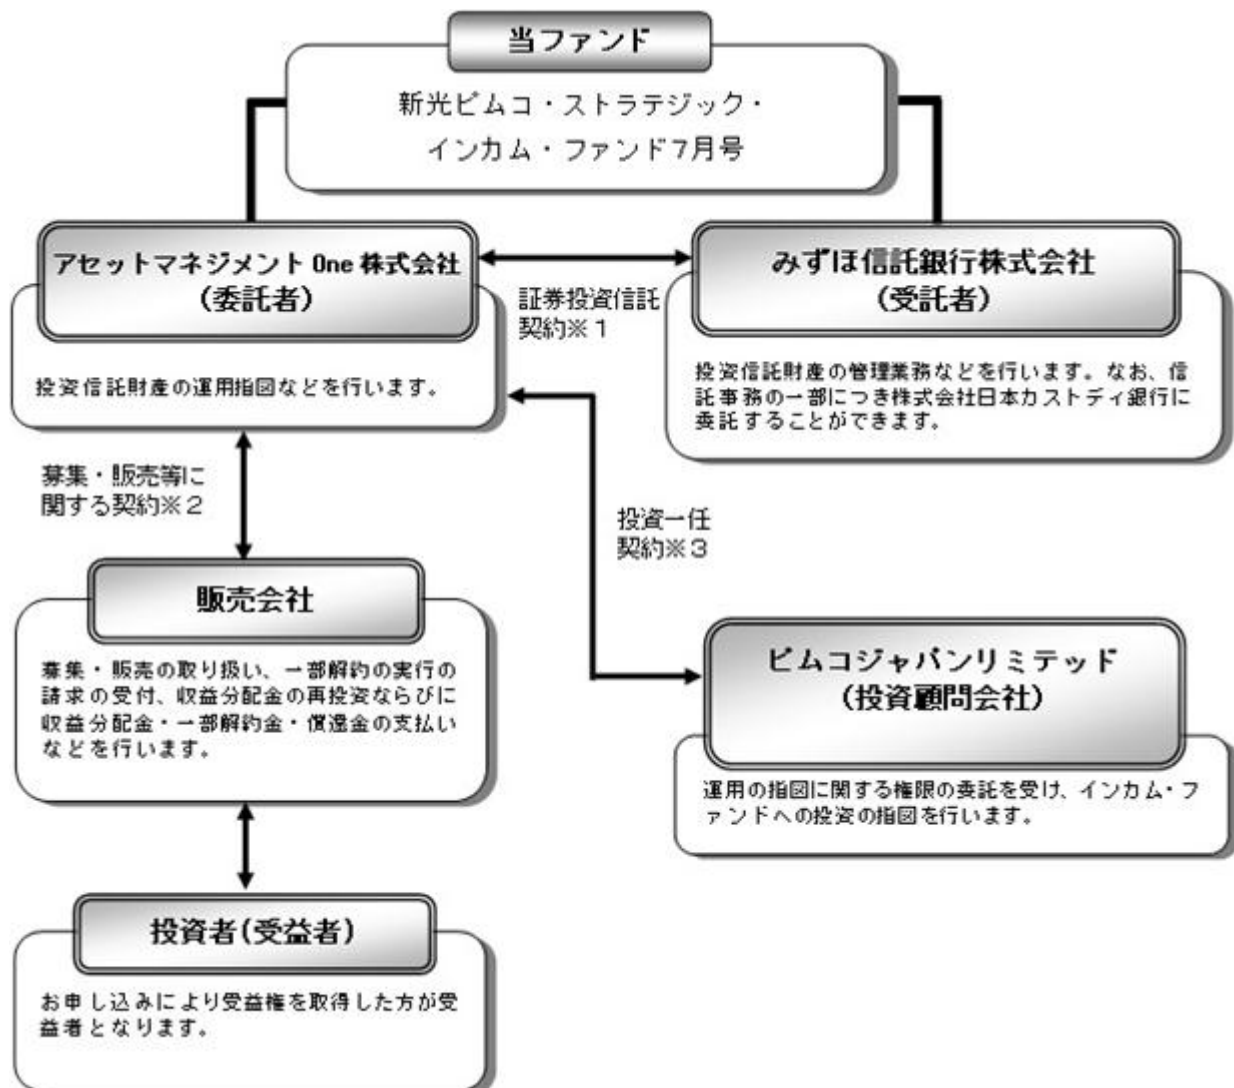 当ファンド
新光ピムコ・ストラテジック・
インカム・ファンド7月号
アセットマネジメント One 株式会社
(委託者)
投資信託財産の運用指図などを行います。
証券投資信託
契約※1
みずほ信託銀行株式会社
(受託者)
投資信託財産の管理業務などを行います。なお、信
託事務の一部につき株式会社日本カストディ銀行に
委託することができます。
募集・販売等に
関する契約※2
投資一任
契約※3
販売会社
募集・販売の取り扱い、一部解約の実行の
請求の受付、収益分配金の再投資ならびに
収益分配金・一部解約金・償還金の支払い
などを行います。
ピムコジャパンリミテッド
(投資顧問会社)
運用の指図に関する権限の委託を受け、インカム・フ
ァンドへの投資の指図を行います。
投資者(受益者)
お申し込みにより受益権を取得した方が受
益者となります。